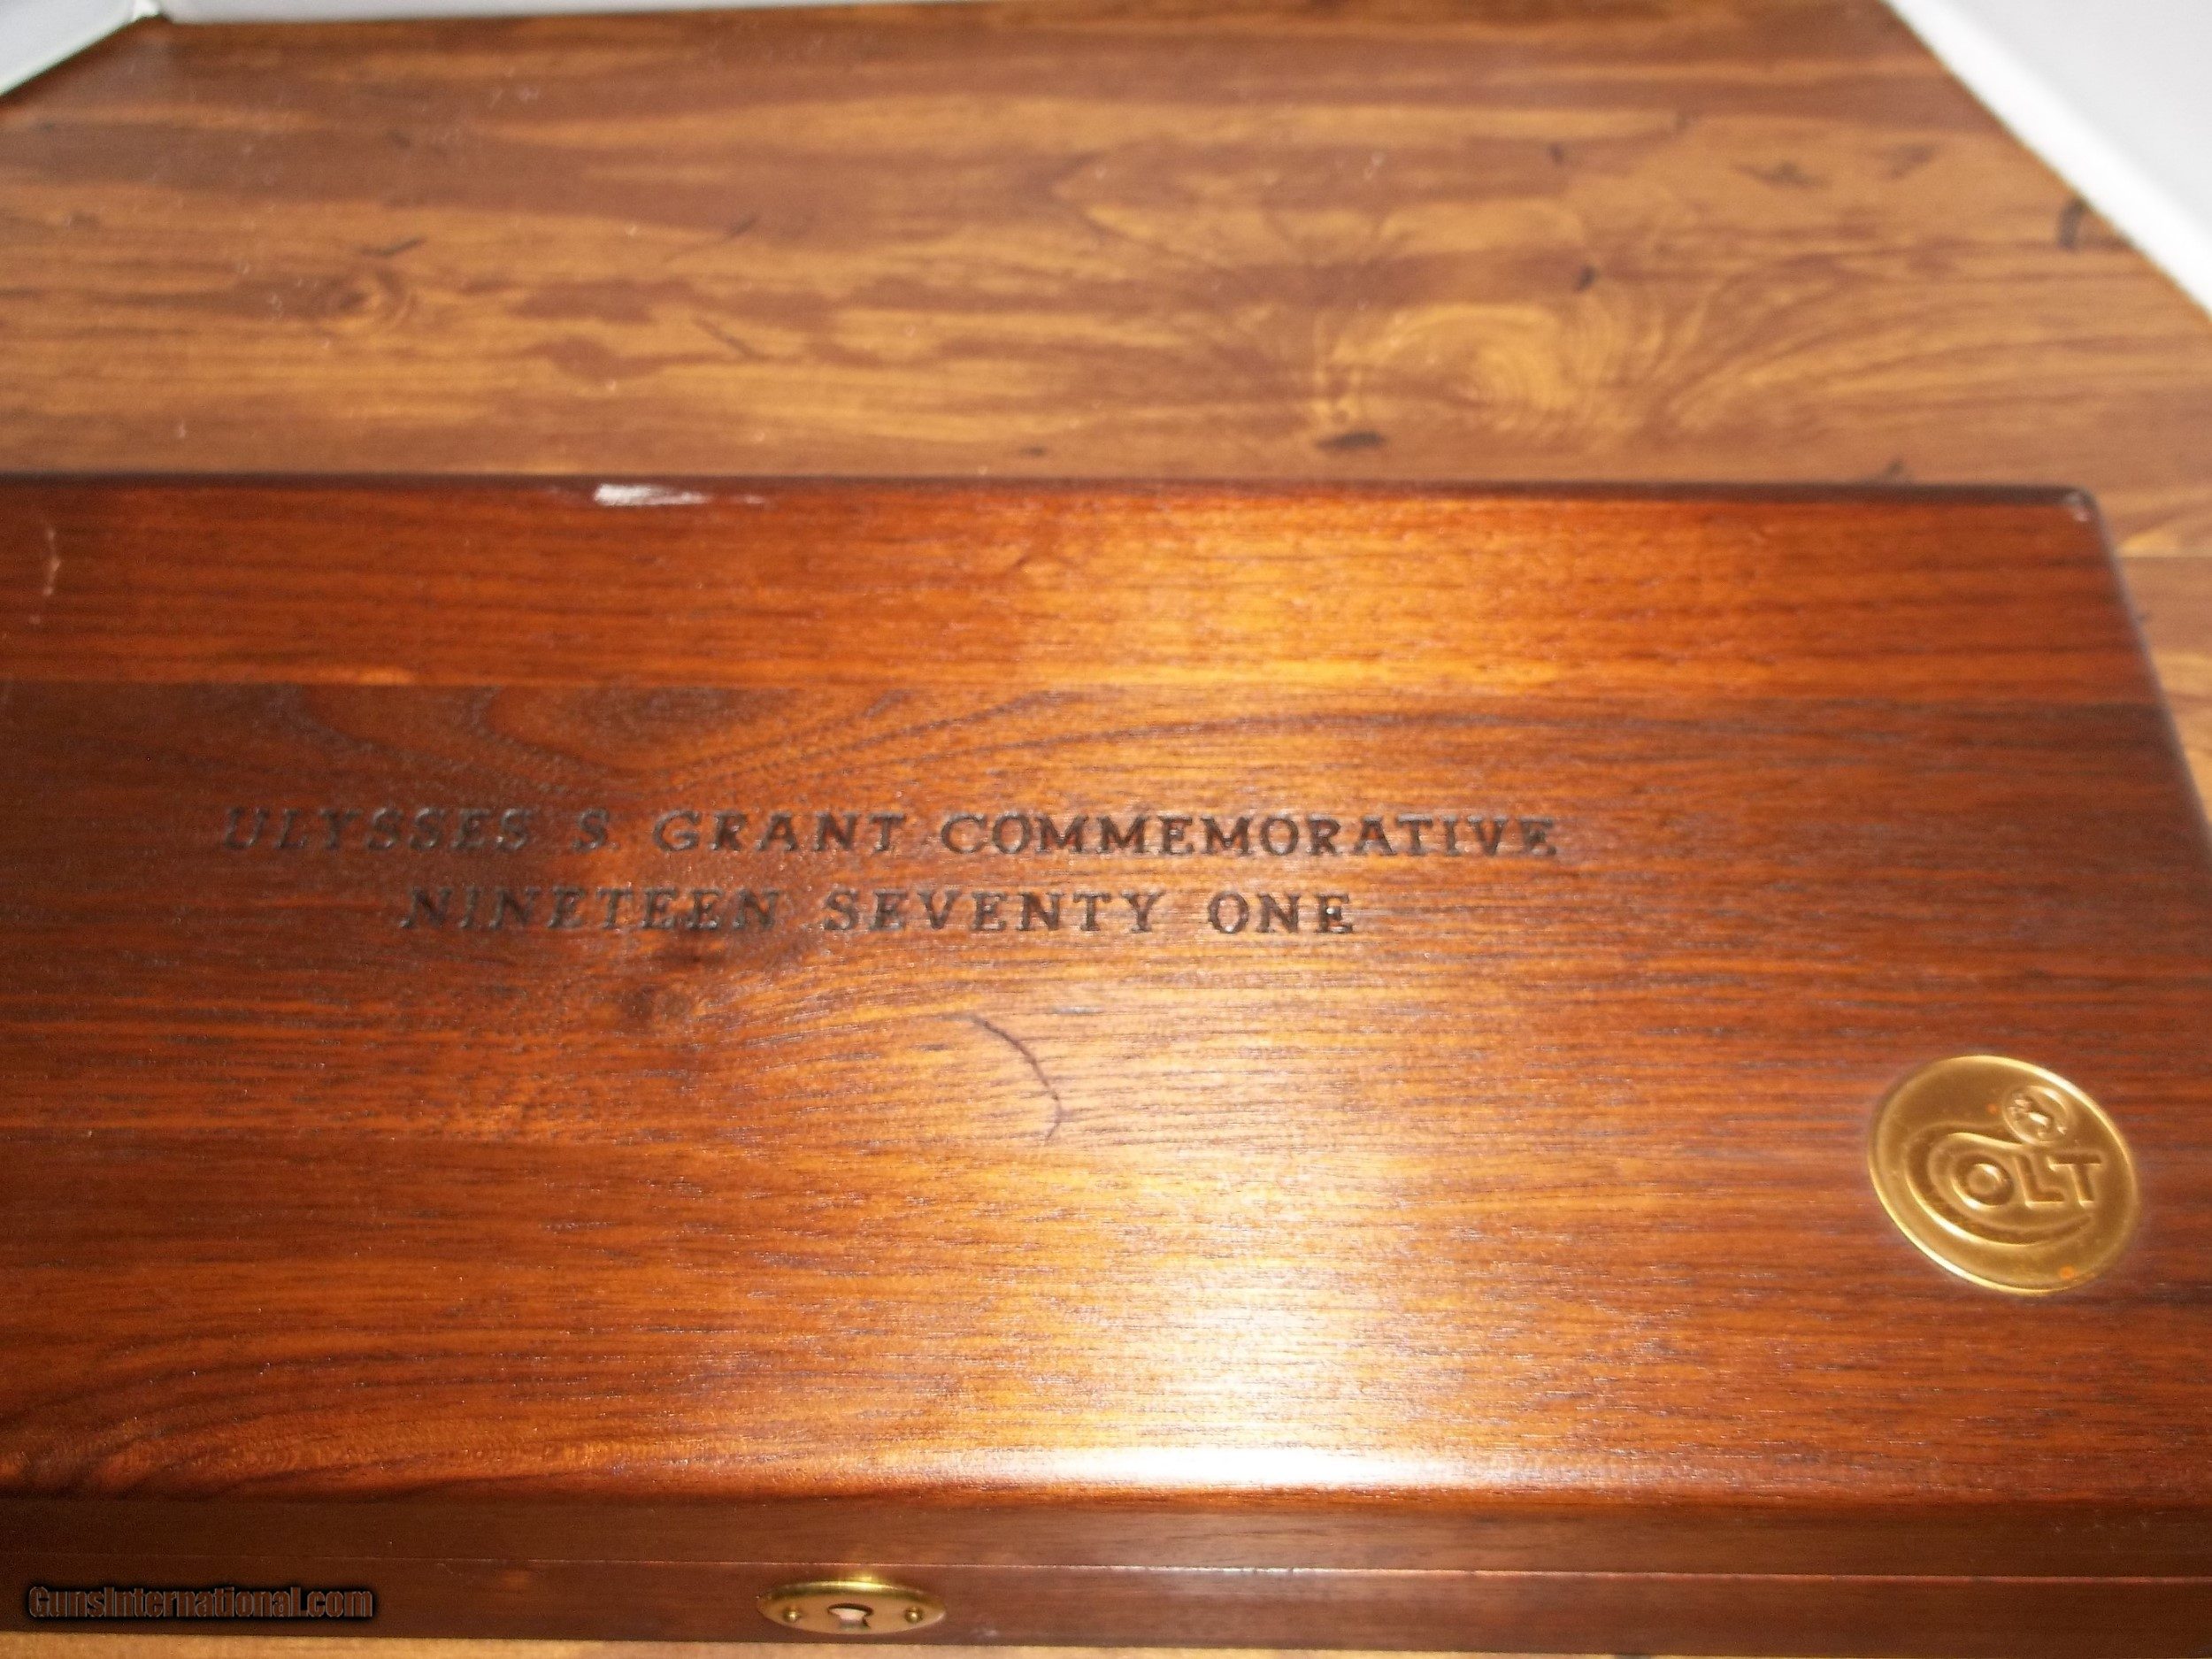 ULYSSES S. GRANT COMMEMORATIVE
NINETEEN SEVENTY ONE
COLT
GunsInternational.com